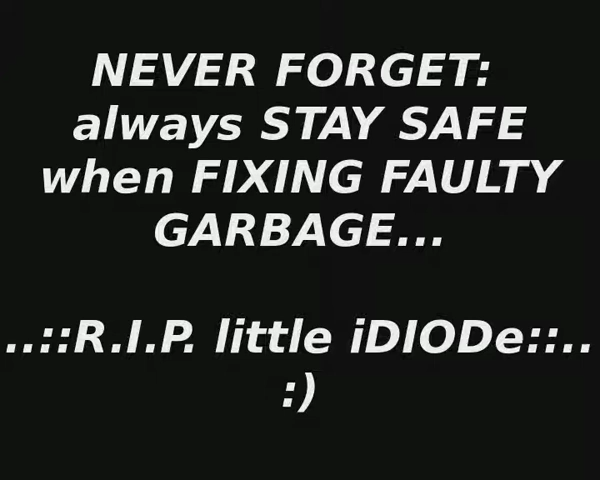 NEVER FORGET:
always STAY SAFE
when FIXING FAULTY
GARBAGE...
..::R.I.P. little iDIODe::..
:)